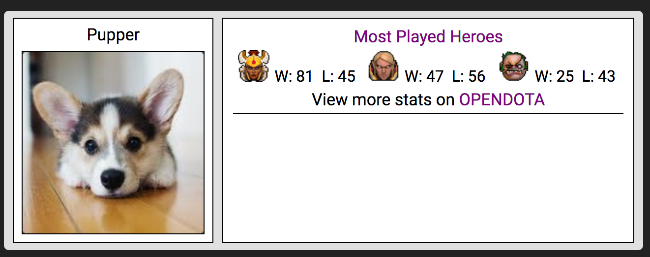 Pupper
Most Played Heroes
W: 81 L: 45 W: 47 L: 56 W: 25 L: 43
View more stats on OPENDOTA